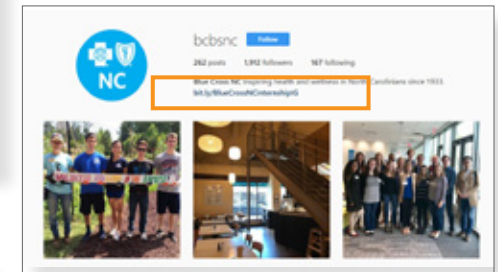 bcbsnc Follow
262 posts 1,912 followers 167 following
NC
Blue Cross NC Inspiring health and wellness in North Carolinians since 1933.
bit.ly/BlueCrossNCInternshipIG